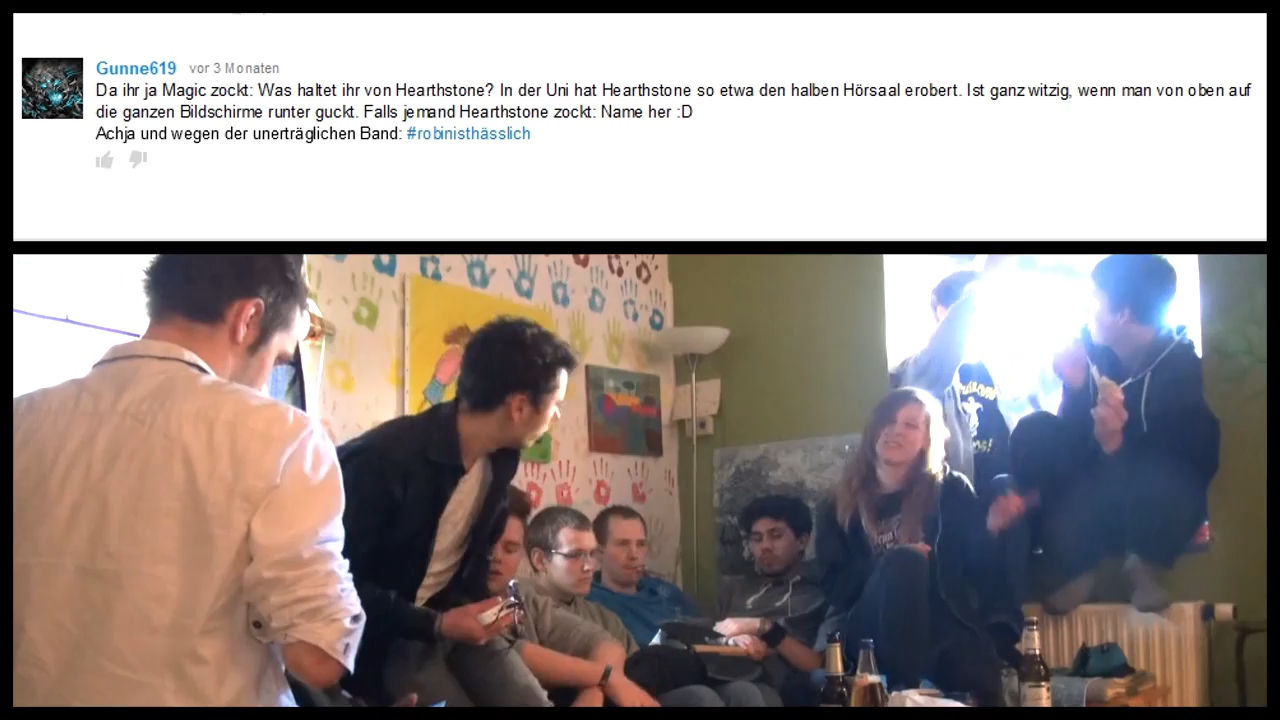 Gunne619 vor 3 Monaten
Da ihr ja Magic zockt: Was haltet ihr von Hearthstone? In der Uni hat Hearthstone so etwa den halben Hörsaal erobert. Ist ganz witzig, wenn man von oben auf
die ganzen Bildschirme runter guckt. Falls jemand Hearthstone zockt: Name her :D
Achja und wegen der unerträglichen Band: #robinisthässlich